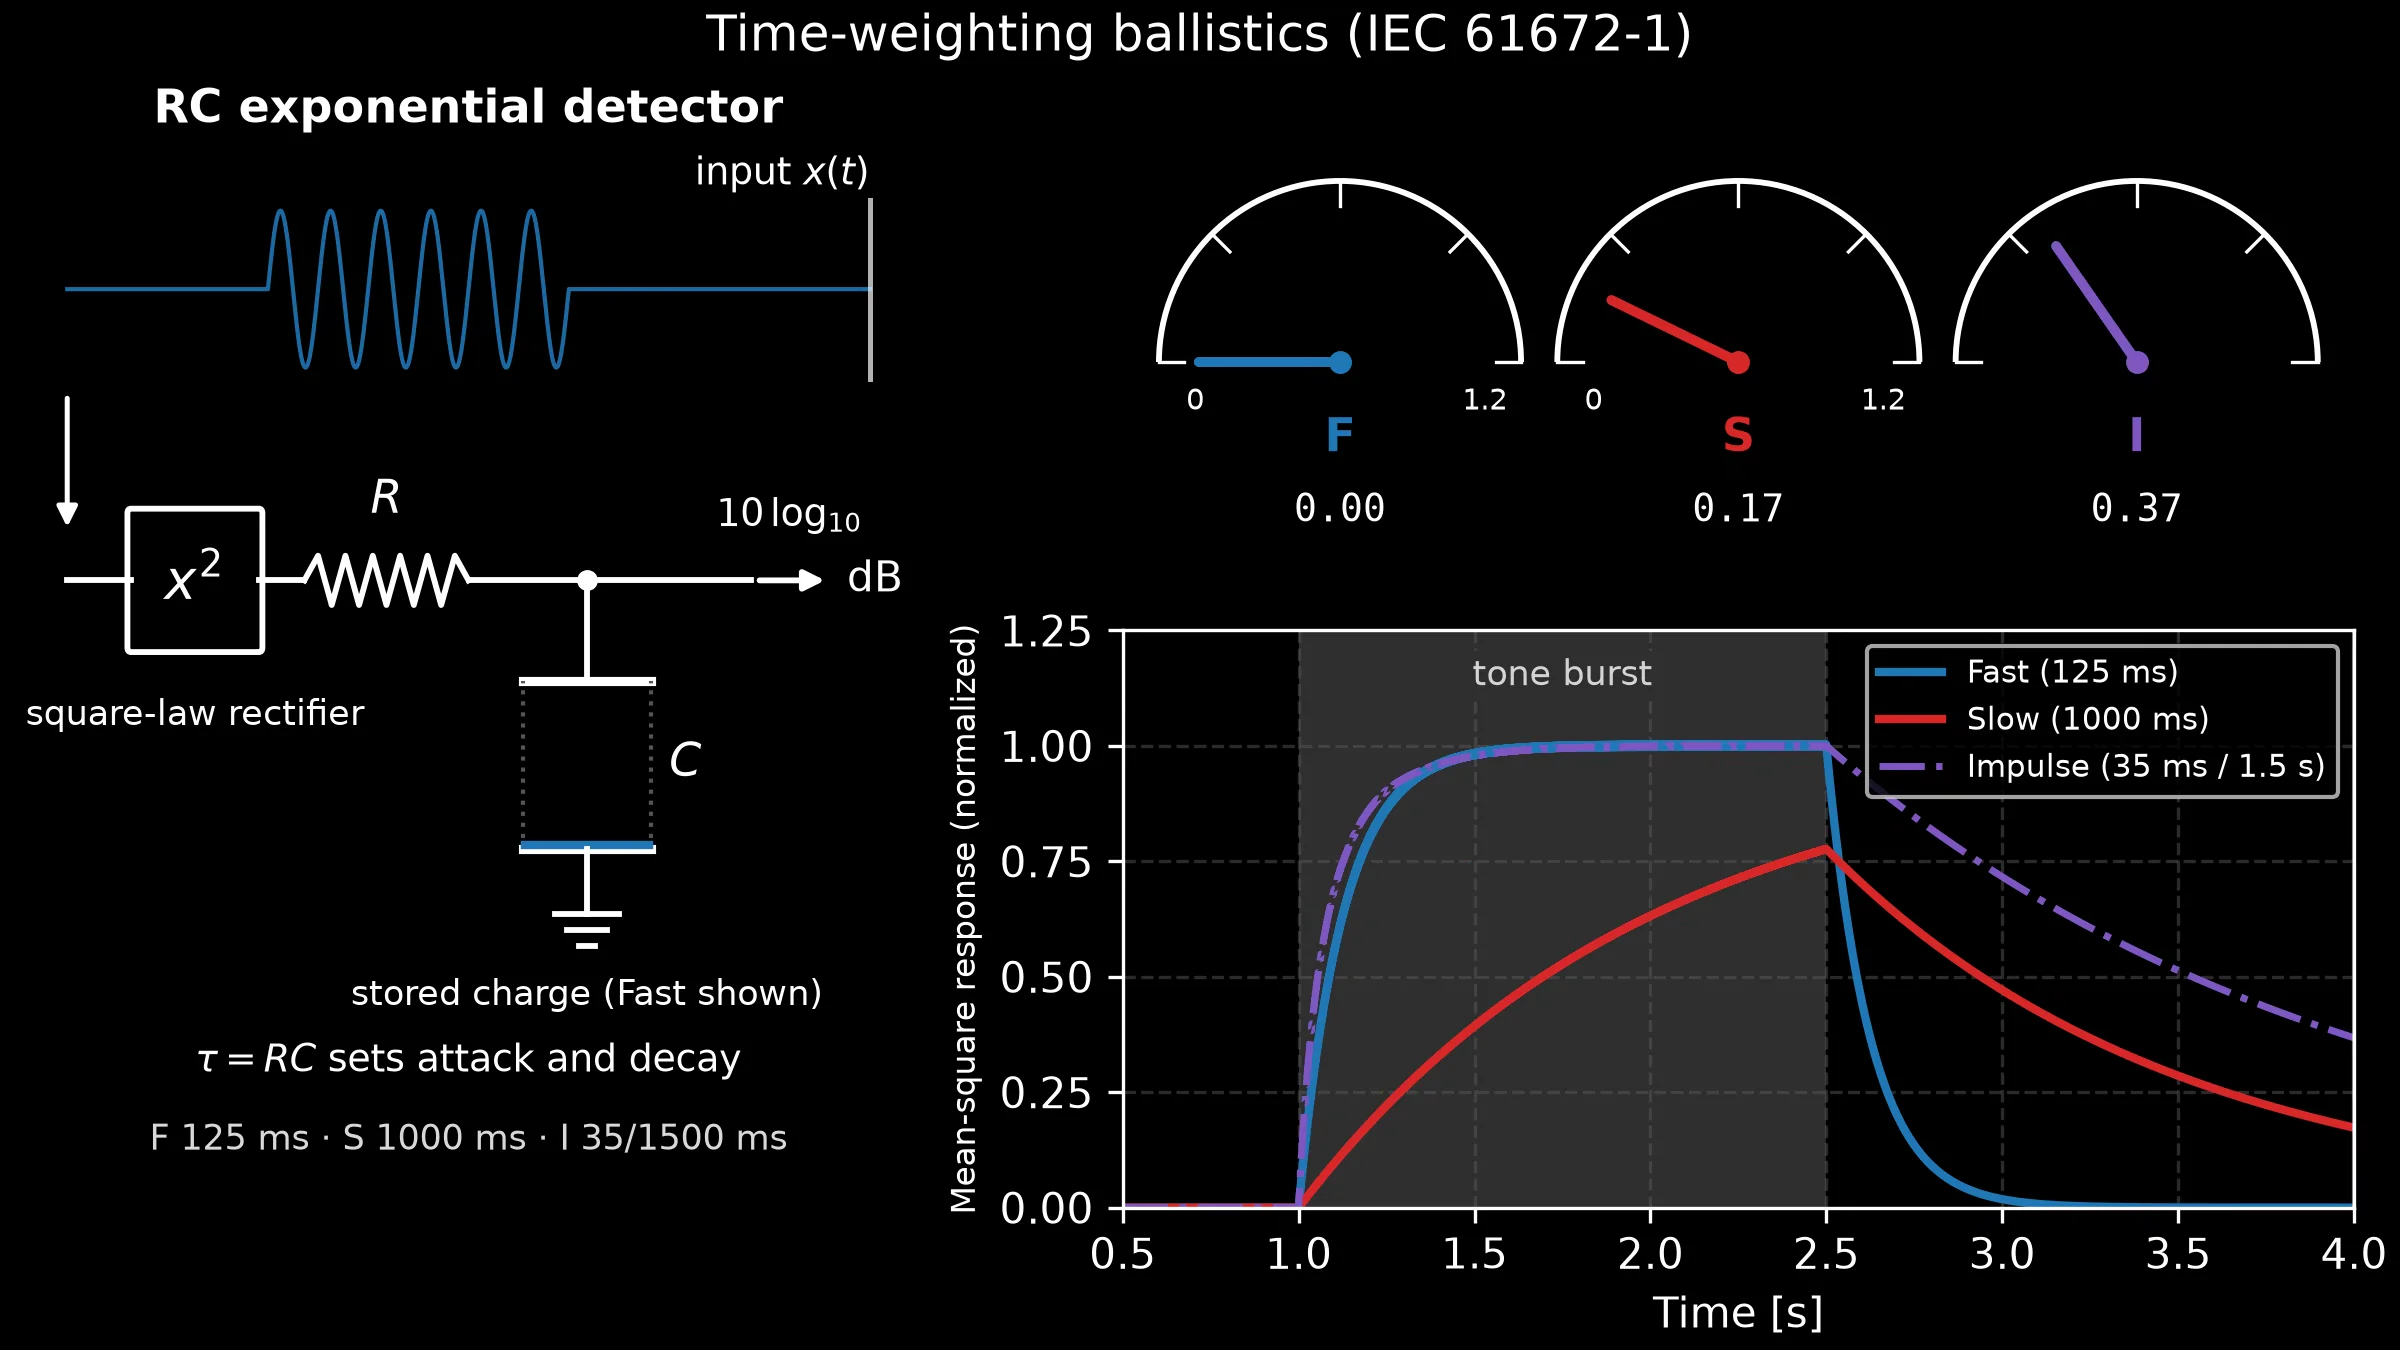 Time-weighting ballistics (IEC 61672-1)
RC exponential detector
input x(t)
R
10 log₁₀
x²
dB
square-law rectifier
C
stored charge (Fast shown)
τ = RC sets attack and decay
F 125 ms · S 1000 ms · I 35/1500 ms
0 1.2
0 1.2
F
S
I
0.00
0.17
0.37
Mean-square response (normalized)
1.25
1.00
0.75
0.50
0.25
0.00
tone burst
Fast (125 ms)
Slow (1000 ms)
Impulse (35 ms / 1.5 s)
0.5 1.0 1.5 2.0 2.5 3.0 3.5 4.0
Time [s]